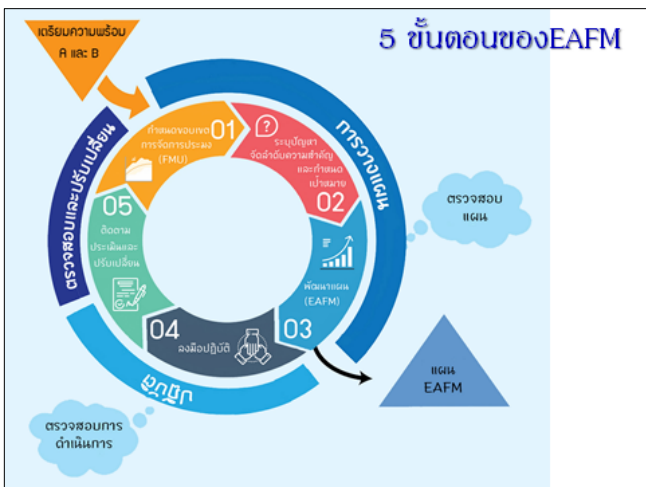 5 ขั้นตอนของEAFM
เตรียมความพร้อม
A และ B
การวางแผน
01
กำหนดขอบเขต
การจัดการประมง
(FMU)
ระบุปัญหา
จัดลำดับความสำคัญ
และกำหนด
เป้าหมาย
02
ตรวจสอบ
แผน
พัฒนาแผน
(EAFM)
03
แผน
EAFM
04
ลงมือปฏิบัติ
ปฏิบัติ
ตรวจสอบการ
ดำเนินการ
05
ติดตาม
ประเมินและ
ปรับเปลี่ยน
ตรวจสอบและปรับเปลี่ยน